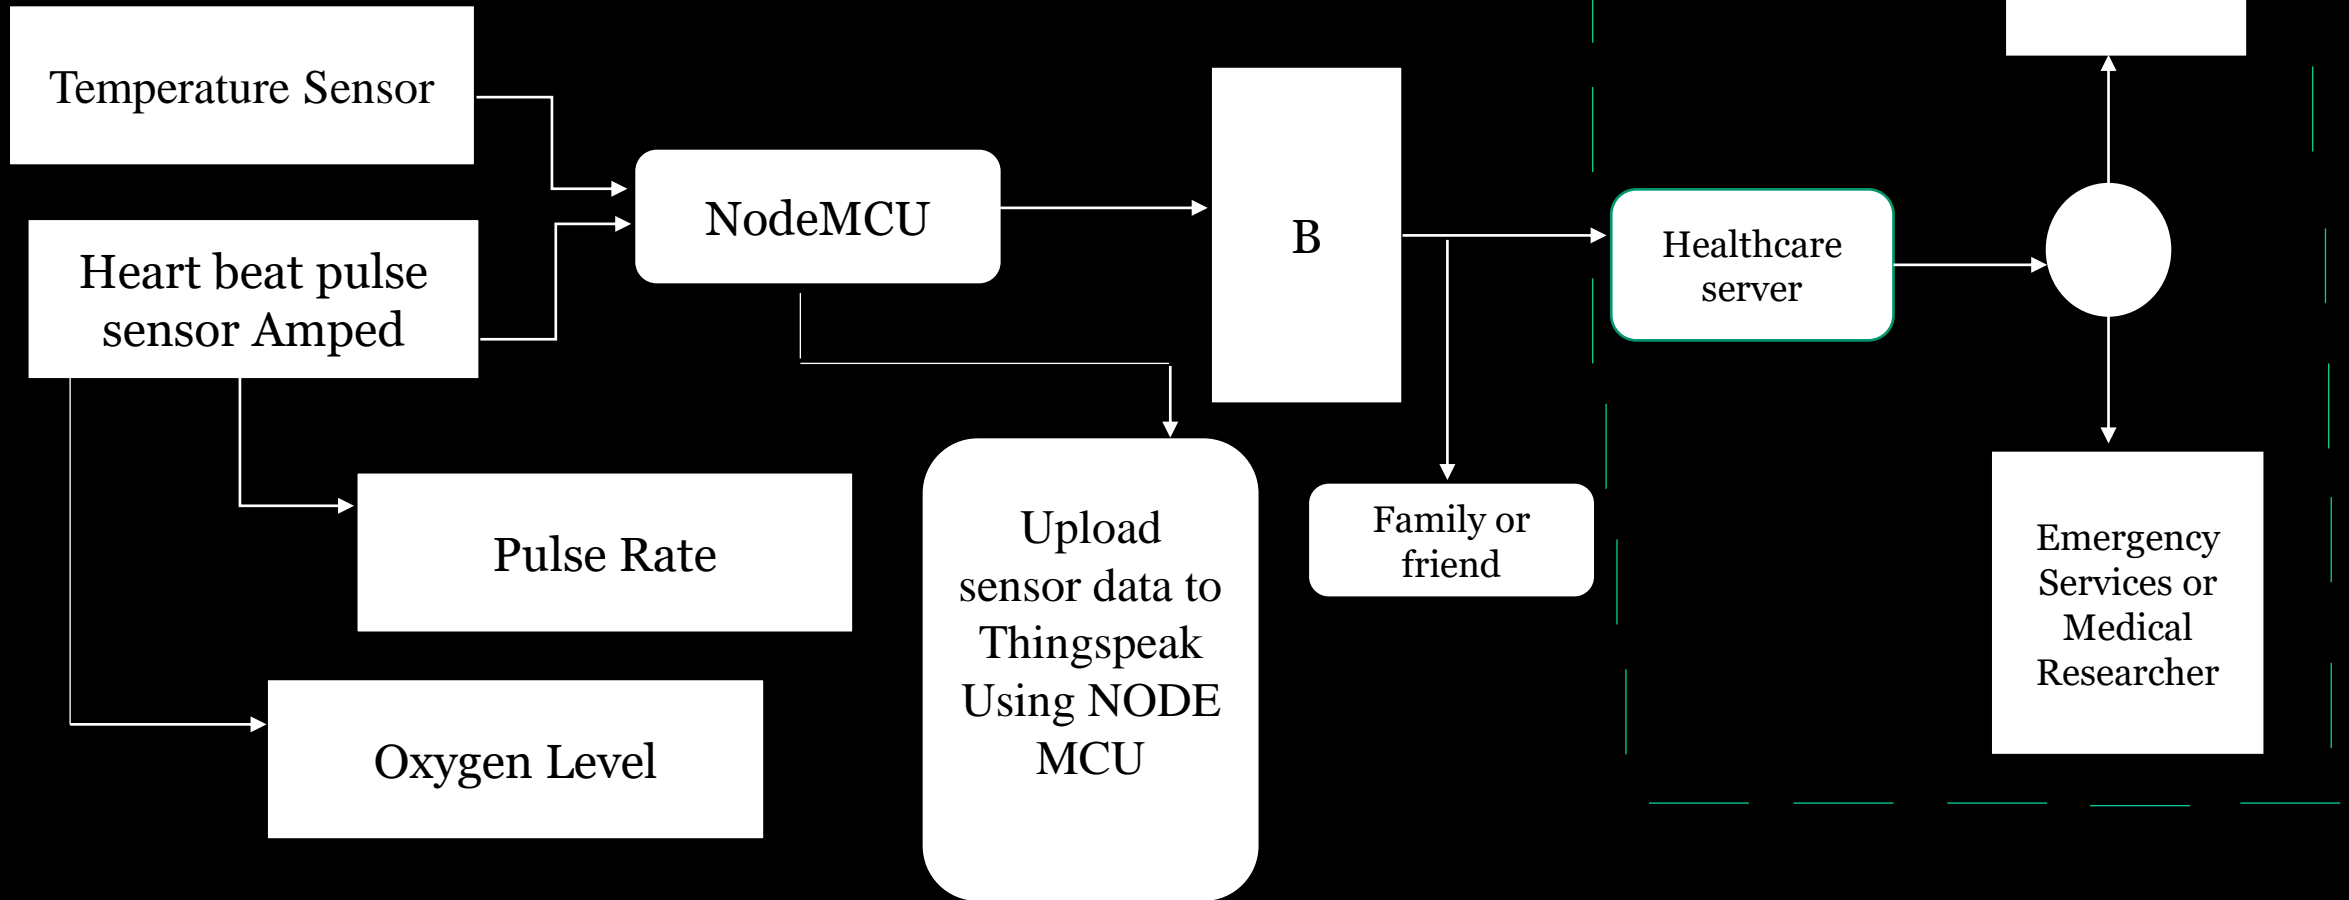 Temperature Sensor
Heart beat pulse
sensor Amped
NodeMCU
B
Healthcare
server
Pulse Rate
Oxygen Level
Upload
sensor data to
Thingspeak
Using NODE
MCU
Family or
friend
Emergency
Services or
Medical
Researcher